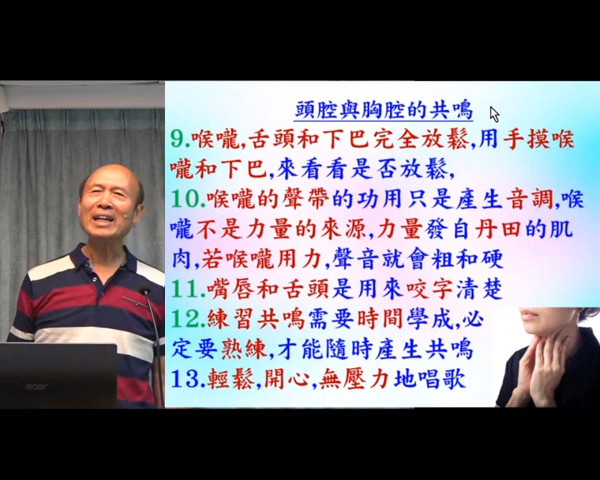 頭腔與胸腔的共鳴
9.喉嚨,舌頭和下巴完全放鬆,用手摸喉
嚨和下巴,來看看是否放鬆,
10.喉嚨的聲帶的功用只是產生音調,喉
嚨不是力量的來源,力量發自丹田的肌
肉,若喉嚨用力,聲音就會粗和硬
11.嘴唇和舌頭是用來咬字清楚
12.練習共鳴需要時間學成,必
定要熟練,才能隨時產生共鳴
13.輕鬆,開心,無壓力地唱歌
acer